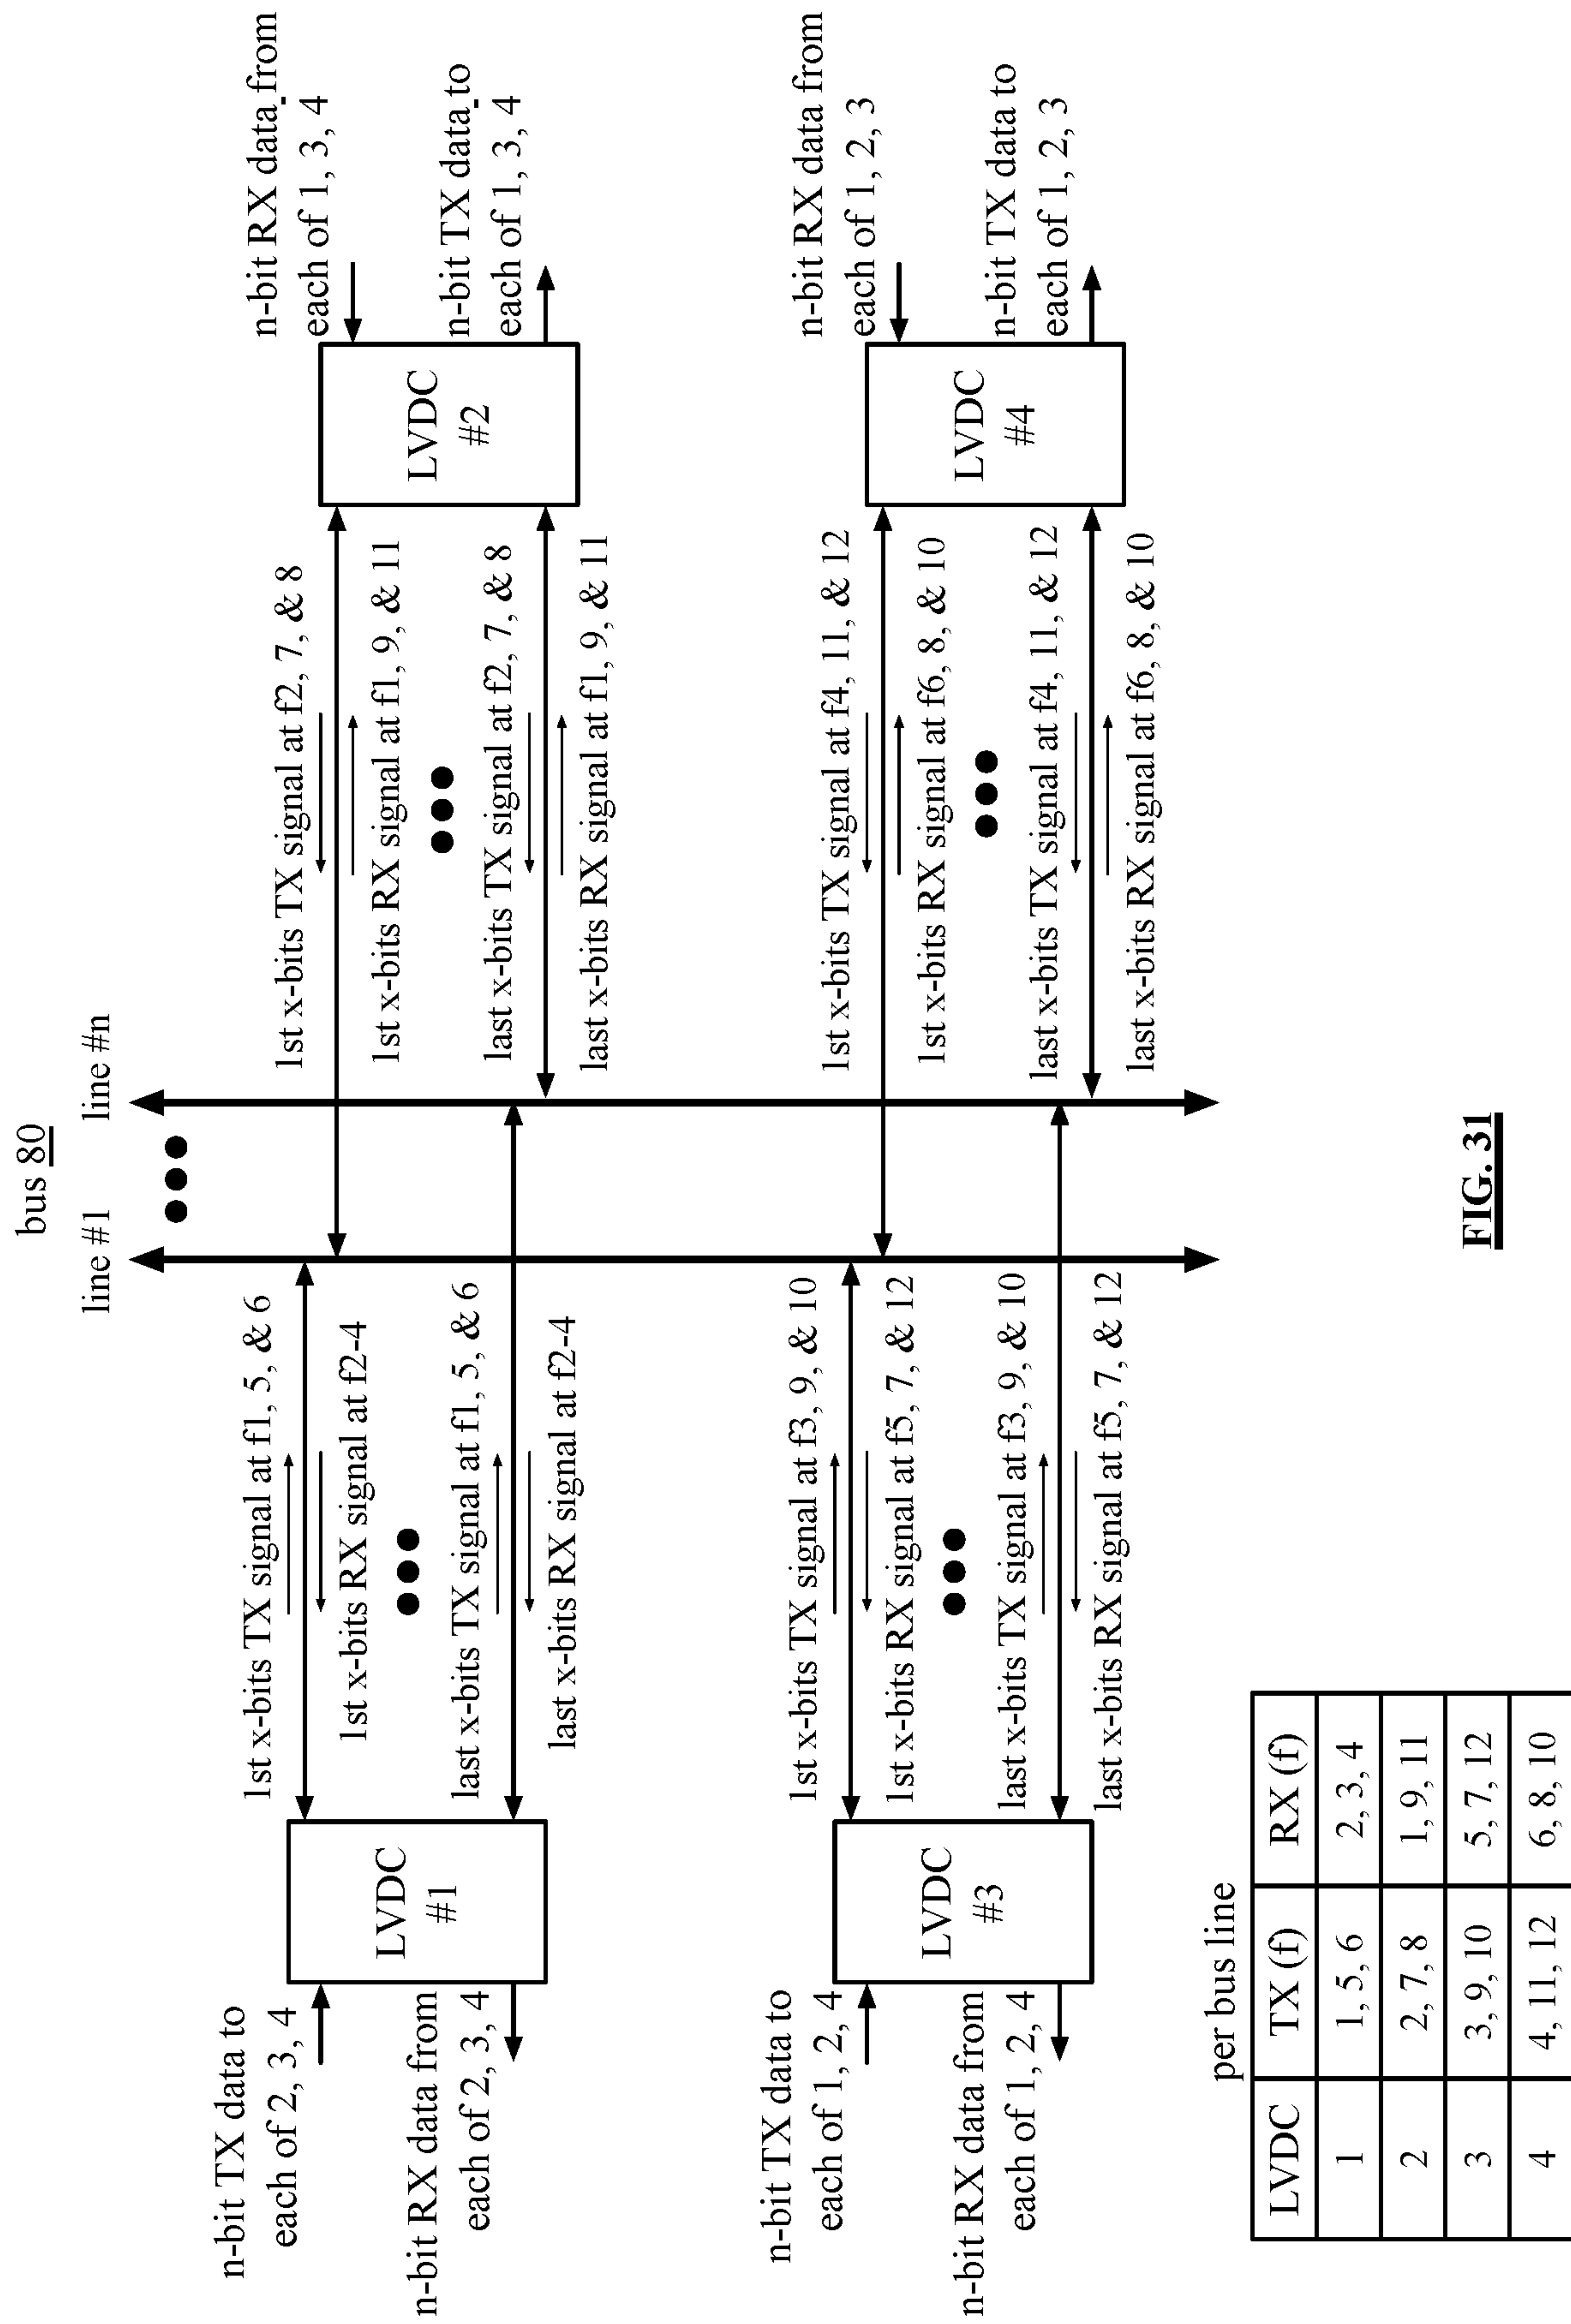 bus 80
line #1
line #n
n-bit TX data to
each of 2, 3, 4
n-bit RX data from
each of 2, 3, 4
LVDC
#1
1st x-bits TX signal at f1, 5, & 6
1st x-bits RX signal at f2-4
last x-bits TX signal at f1, 5, & 6
last x-bits RX signal at f2-4
1st x-bits TX signal at f2, 7, & 8
1st x-bits RX signal at f1, 9, & 11
last x-bits TX signal at f2, 7, & 8
last x-bits RX signal at f1, 9, & 11
LVDC
#2
n-bit RX data from
each of 1, 3, 4
n-bit TX data to
each of 1, 3, 4
n-bit TX data to
each of 1, 2, 4
n-bit RX data from
each of 1, 2, 4
LVDC
#3
1st x-bits TX signal at f3, 9, & 10
1st x-bits RX signal at f5, 7, & 12
last x-bits TX signal at f3, 9, & 10
last x-bits RX signal at f5, 7, & 12
1st x-bits TX signal at f4, 11, & 12
1st x-bits RX signal at f6, 8, & 10
last x-bits TX signal at f4, 11, & 12
last x-bits RX signal at f6, 8, & 10
LVDC
#4
n-bit RX data from
each of 1, 2, 3
n-bit TX data to
each of 1, 2, 3
per bus line
LVDC TX (f) RX (f)
1 1, 5, 6 2, 3, 4
2 2, 7, 8 1, 9, 11
3 3, 9, 10 5, 7, 12
4 4, 11, 12 6, 8, 10
FIG. 31